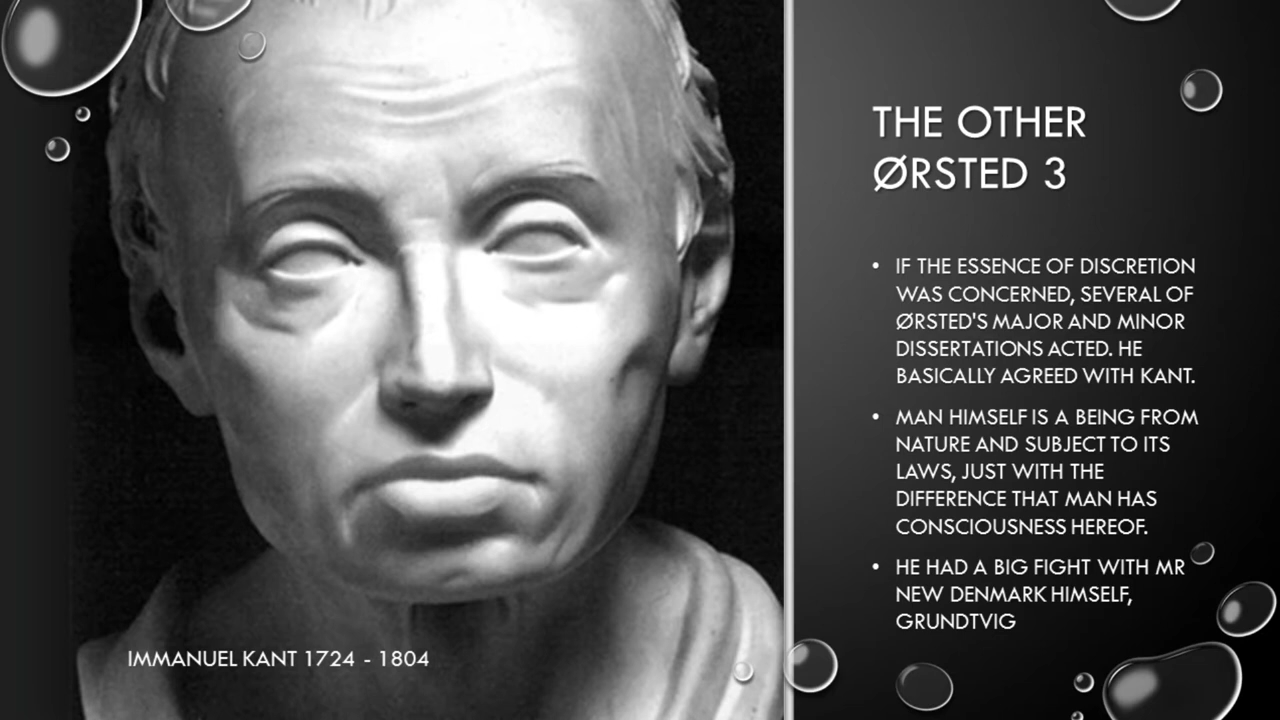 THE OTHER
ØRSTED 3
• IF THE ESSENCE OF DISCRETION
WAS CONCERNED, SEVERAL OF
ØRSTED'S MAJOR AND MINOR
DISSERTATIONS ACTED. HE
BASICALLY AGREED WITH KANT.
• MAN HIMSELF IS A BEING FROM
NATURE AND SUBJECT TO ITS
LAWS, JUST WITH THE
DIFFERENCE THAT MAN HAS
CONSCIOUSNESS HEREOF.
• HE HAD A BIG FIGHT WITH MR
NEW DENMARK HIMSELF,
GRUNDTVIG
IMMANUEL KANT 1724 - 1804